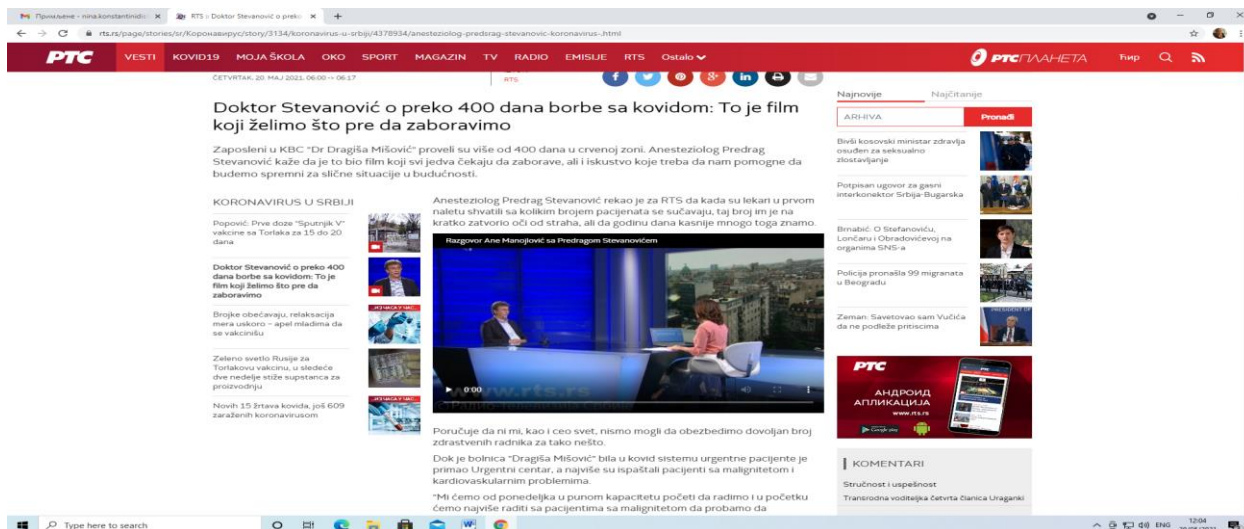 Примљене - nina.konstantinidis
RTS :: Doktor Stevanović o preko
rts.rs/page/stories/sr/Коронавирус/story/3134/koronavirus-u-srbiji/4378934/anesteziolog-predrag-stevanovic-koronavirus-.html
РТС VESTI KOVID19 MOJA ŠKOLA OKO SPORT MAGAZIN TV RADIO EMISIJE RTS Ostalo РТС ПЛАНЕТА Ћир
ČETVRTAK, 20. MAJ 2021, 06:00 -> 06:17
RTS
Doktor Stevanović o preko 400 dana borbe sa kovidom: To je film
koji želimo što pre da zaboravimo
Zaposleni u KBC "Dr Dragiša Mišović" proveli su više od 400 dana u crvenoj zoni. Anesteziolog Predrag
Stevanović kaže da je to bio film koji svi jedva čekaju da zaborave, ali i iskustvo koje treba da nam pomogne da
budemo spremni za slične situacije u budućnosti.
KORONAVIRUS U SRBIJI
Popović: Prve doze "Sputnjik V"
vakcine sa Torlaka za 15 do 20
dana
Doktor Stevanović o preko 400
dana borbe sa kovidom: To je
film koji želimo što pre da
zaboravimo
Brojke obećavaju, relaksacija
mera uskoro – apel mladima da
se vakcinišu
Zeleno svetlo Rusije za
Torlakovu vakcinu, u sledeće
dve nedelje stiže supstanca za
proizvodnju
Novih 15 žrtava kovida, još 609
zaraženih koronavirusom
Anesteziolog Predrag Stevanović rekao je za RTS da kada su lekari u prvom
naletu shvatili sa kolikim brojem pacijenata se sučavaju, taj broj im je na
kratko zatvorio oči od straha, ali da godinu dana kasnije mnogo toga znamo.
Razgovor Ane Manojlović sa Predragom Stevanovićem
0:00
www.rts.rs
Poručuje da ni mi, kao i ceo svet, nismo mogli da obezbedimo dovoljan broj
zdrastvenih radnika za tako nešto.
Dok je bolnica "Dragiša Mišović" bila u kovid sistemu urgentne pacijente je
primao Urgentni centar, a najviše su ispaštali pacijenti sa malignitetom i
kardiovaskularnim problemima.
"Mi ćemo od ponedeljka u punom kapacitetu početi da radimo i u početku
ćemo najviše raditi sa pacijentima sa malignitetom da probamo da
Najnovije Najčitanije
ARHIVA Pronađi
Bivši kosovski ministar zdravlja
osuđen za seksualno
zlostavljanje
Potpisan ugovor za gasni
interkonektor Srbija-Bugarska
Brnabić: O Stefanoviću,
Lončaru i Obradovićevoj na
organima SNS-a
Policija pronašla 99 migranata
u Beogradu
Zeman: Savetovao sam Vučića
da ne podleže pritiscima
РТС
АНДРОИД
АПЛИКАЦИЈА
www.rts.rs
Google play
KOMENTARI
Stručnost i uspešnost
Transrodna voditeljka četvrta članica Uraganki
Type here to search
ENG
12:04